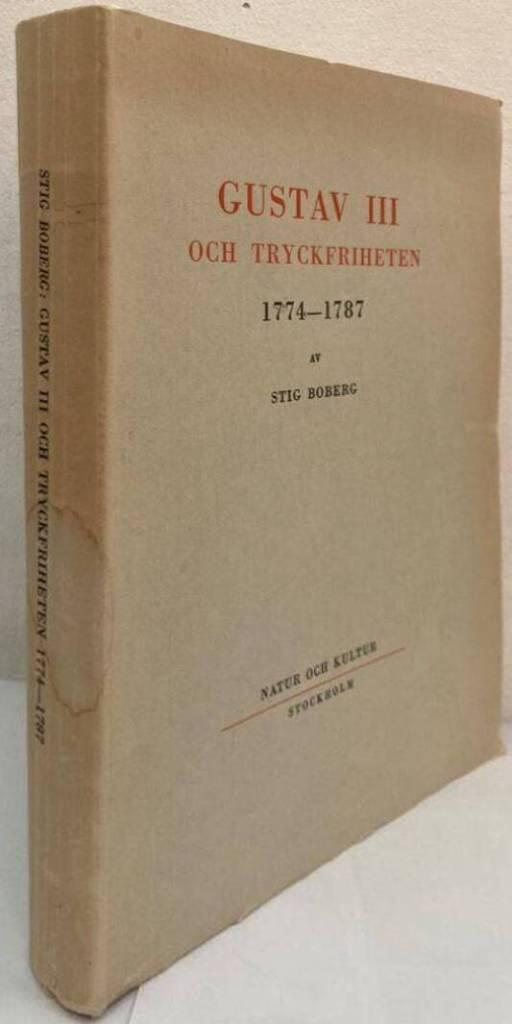 STIG BOBERG: GUSTAV III OCH TRYCKFRIHETEN 1774—1787
GUSTAV III
OCH TRYCKFRIHETEN
1774—1787
AV
STIG BOBERG
NATUR OCH KULTUR
STOCKHOLM